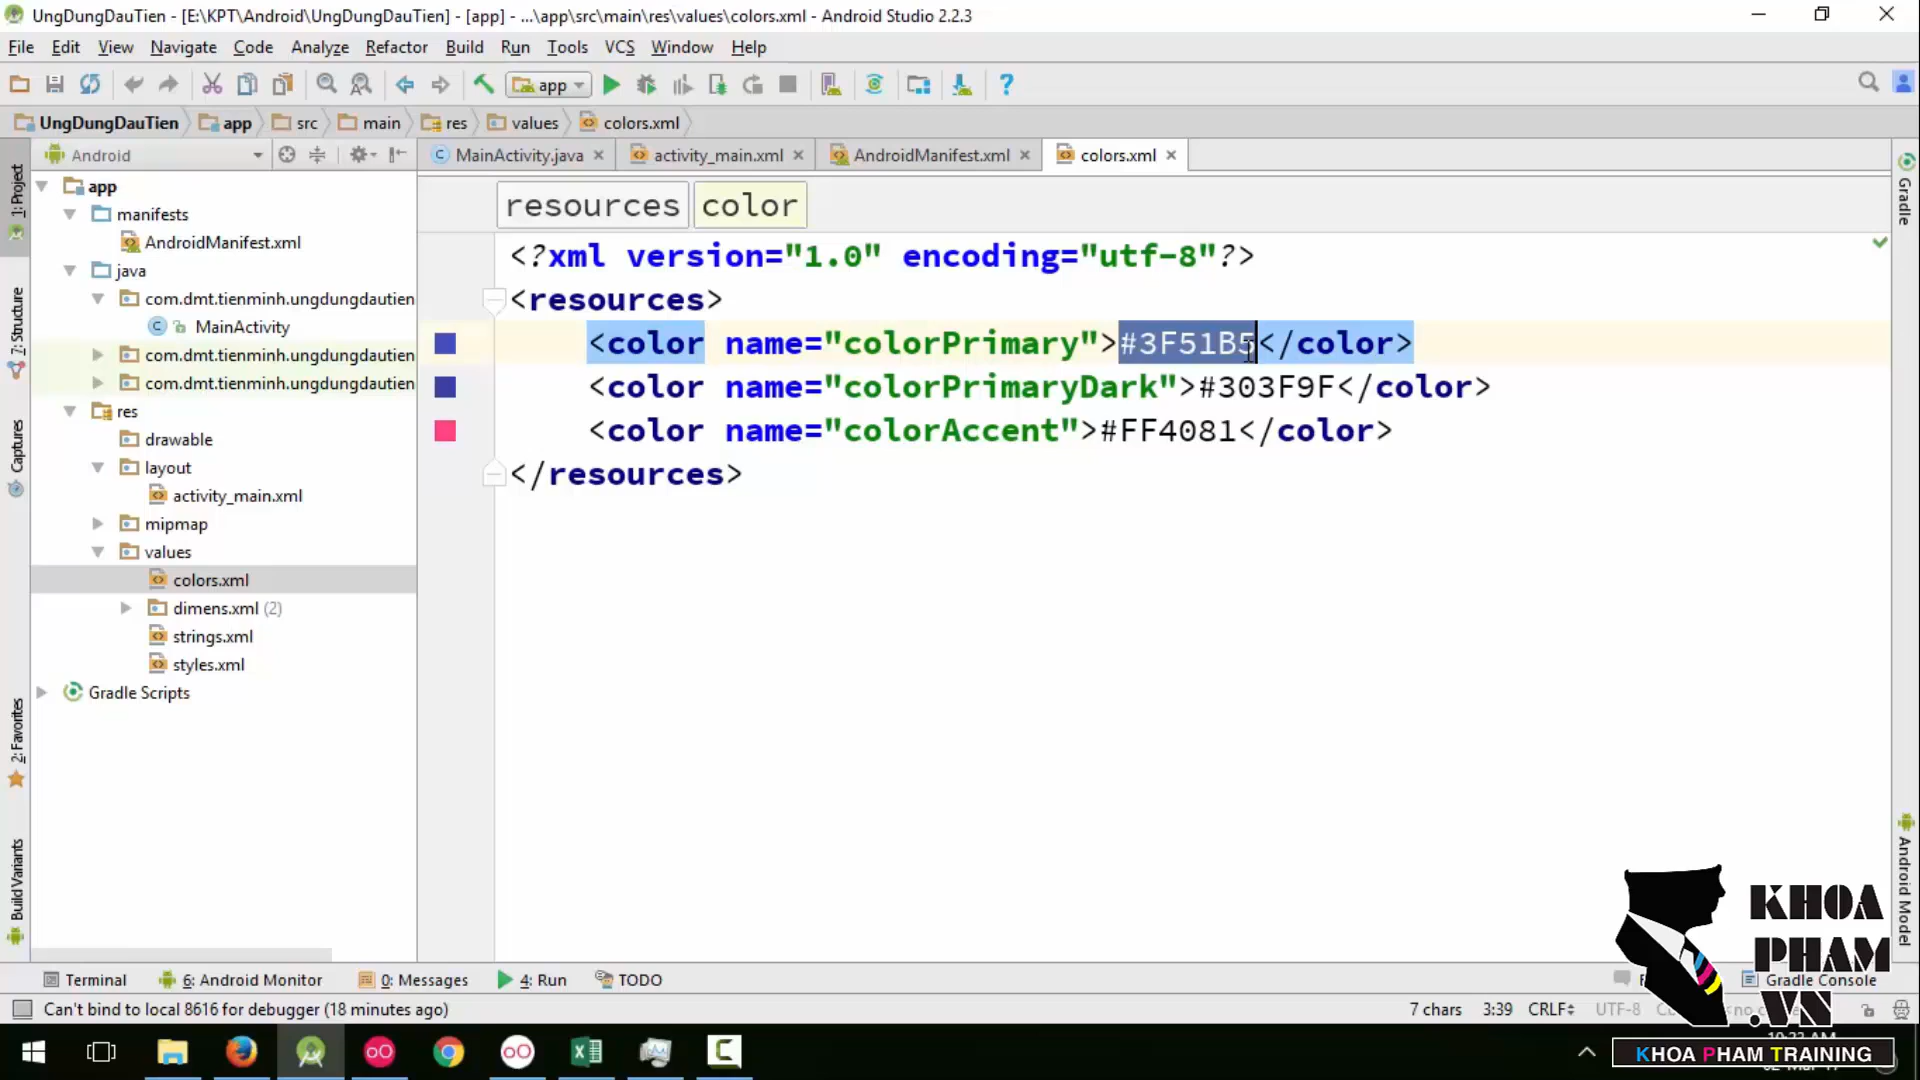 UngDungDauTien - [E:\KPT\Android\UngDungDauTien] - [app] - ...\app\src\main\res\values\colors.xml - Android Studio 2.2.3
File Edit View Navigate Code Analyze Refactor Build Run Tools VCS Window Help
app
UngDungDauTien app src main res values colors.xml
Android
MainActivity.java activity_main.xml AndroidManifest.xml colors.xml
1: Project
7: Structure
Captures
2: Favorites
Build Variants
app
manifests
AndroidManifest.xml
java
com.dmt.tienminh.ungdungdautien
MainActivity
com.dmt.tienminh.ungdungdautien
com.dmt.tienminh.ungdungdautien
res
drawable
layout
activity_main.xml
mipmap
values
colors.xml
dimens.xml (2)
strings.xml
styles.xml
Gradle Scripts
resources color
<?xml version="1.0" encoding="utf-8"?>
<resources>
<color name="colorPrimary">#3F51B5</color>
<color name="colorPrimaryDark">#303F9F</color>
<color name="colorAccent">#FF4081</color>
</resources>
Gradle
Android Model
KHOA
PHAM
.VN
Terminal 6: Android Monitor 0: Messages 4: Run TODO Gradle Console
Can't bind to local 8616 for debugger (18 minutes ago) 7 chars 3:39 CRLF UTF-8
KHOA PHAM TRAINING